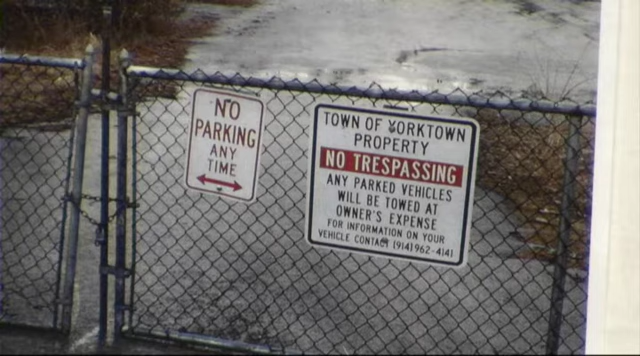 NO
PARKING
ANY
TIME
TOWN OF YORKTOWN
PROPERTY
NO TRESPASSING
ANY PARKED VEHICLES
WILL BE TOWED AT
OWNER'S EXPENSE
FOR INFORMATION ON YOUR
VEHICLE CONTACT (914) 962-4141